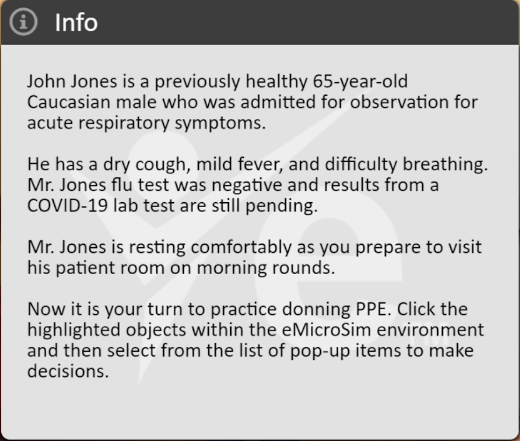 Info
John Jones is a previously healthy 65-year-old
Caucasian male who was admitted for observation for
acute respiratory symptoms.
He has a dry cough, mild fever, and difficulty breathing.
Mr. Jones flu test was negative and results from a
COVID-19 lab test are still pending.
Mr. Jones is resting comfortably as you prepare to visit
his patient room on morning rounds.
Now it is your turn to practice donning PPE. Click the
highlighted objects within the eMicroSim environment
and then select from the list of pop-up items to make
decisions.